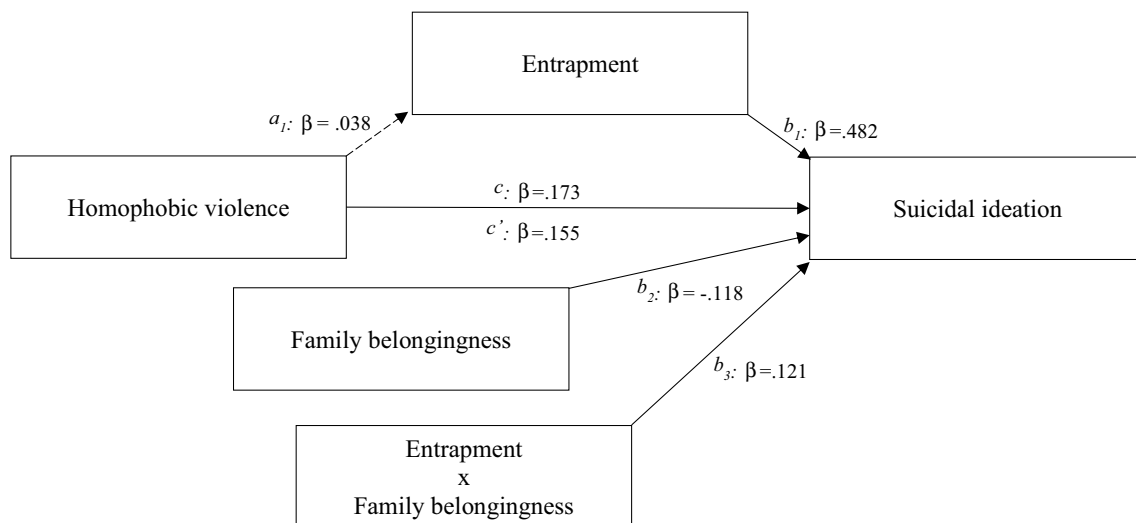 Entrapment
a1: β = .038
b1: β =.482
Homophobic violence
c: β =.173
c’: β =.155
Suicidal ideation
Family belongingness
b2: β = -.118
b3: β =.121
Entrapment
x
Family belongingness